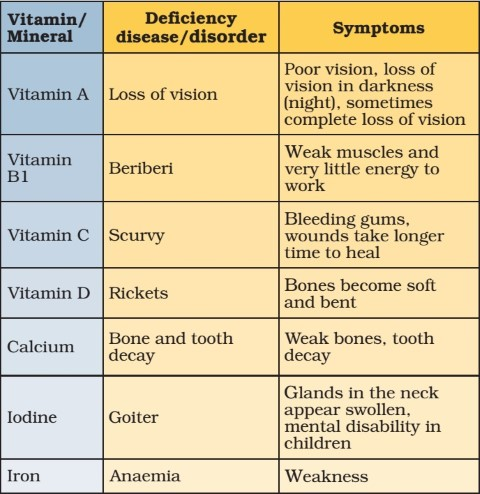 Vitamin/
Mineral
Deficiency
disease/disorder
Symptoms
Vitamin A
Loss of vision
Poor vision, loss of
vision in darkness
(night), sometimes
complete loss of vision
Vitamin
B1
Beriberi
Weak muscles and
very little energy to
work
Vitamin C
Scurvy
Bleeding gums,
wounds take longer
time to heal
Vitamin D
Rickets
Bones become soft
and bent
Calcium
Bone and tooth
decay
Weak bones, tooth
decay
Iodine
Goiter
Glands in the neck
appear swollen,
mental disability in
children
Iron
Anaemia
Weakness